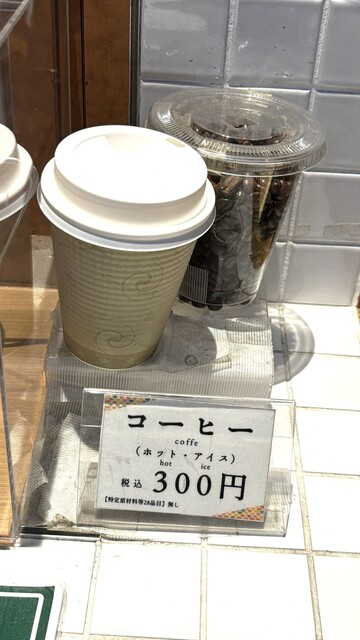 コーヒー
coffe
(ホット・アイス)
hot ice
税込 300円
【特定原材料等28品目】無し